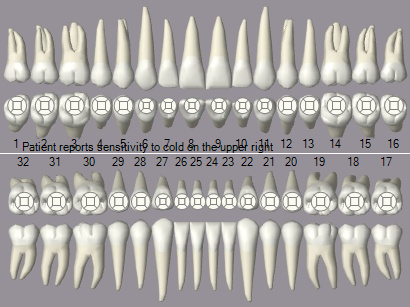 1 2 3 4 5 6 7 8 9 10 11 12 13 14 15 16
Patient reports sensitivity to cold on the upper right
32 31 30 29 28 27 26 25 24 23 22 21 20 19 18 17